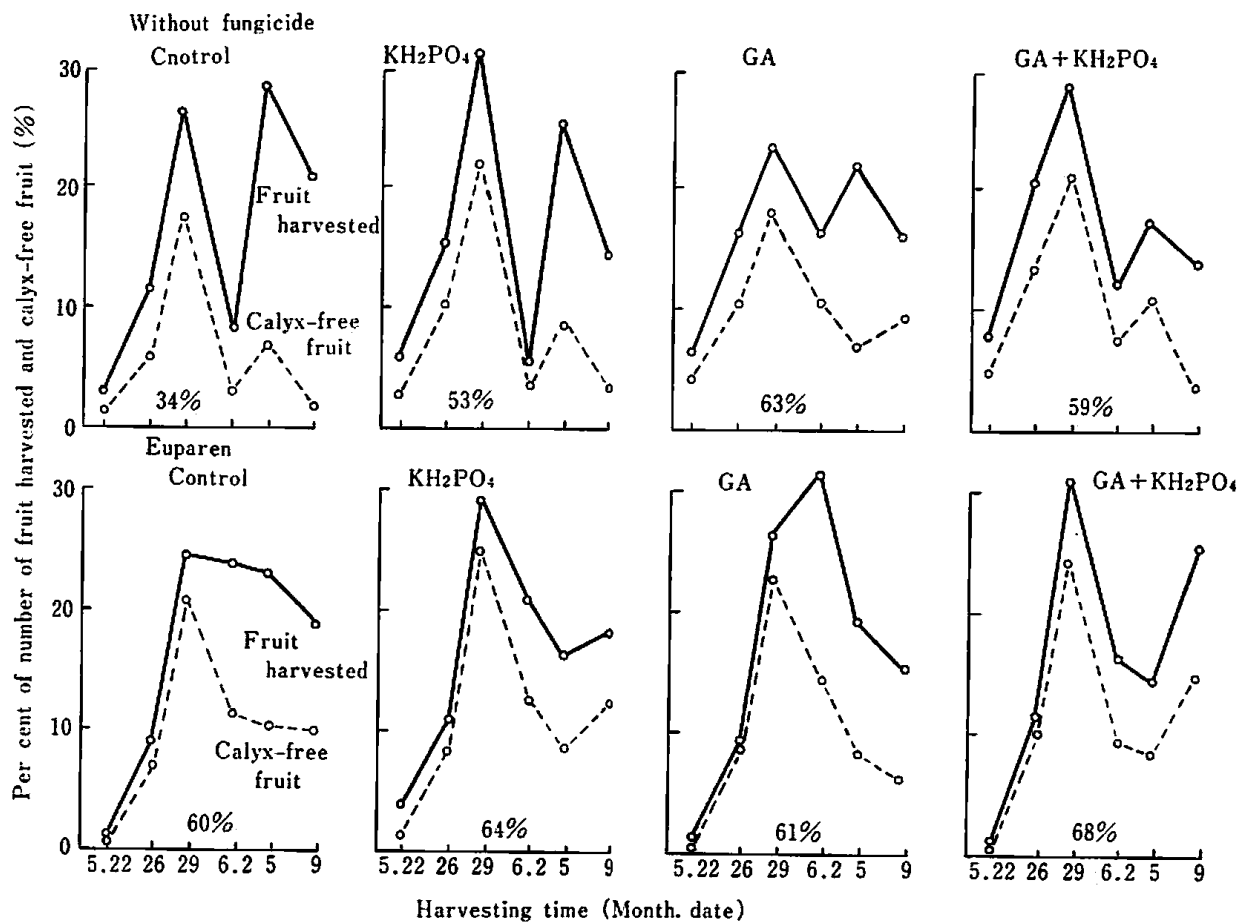 Per cent of number of fruit harvested and calyx-free fruit (%)
Without fungicide
Cnotrol
KH₂PO₄
GA
GA+KH₂PO₄
30
20
10
0
Fruit
harvested
Calyx-free
fruit
34%
53%
63%
59%
Euparen
Control
KH₂PO₄
GA
GA+KH₂PO₄
30
20
10
0
Fruit
harvested
Calyx-free
fruit
60%
64%
61%
68%
5.22 26 29 6.2 5 9
5.22 26 29 6.2 5 9
5.22 26 29 6.2 5 9
5.22 26 29 6.2 5 9
Harvesting time (Month. date)